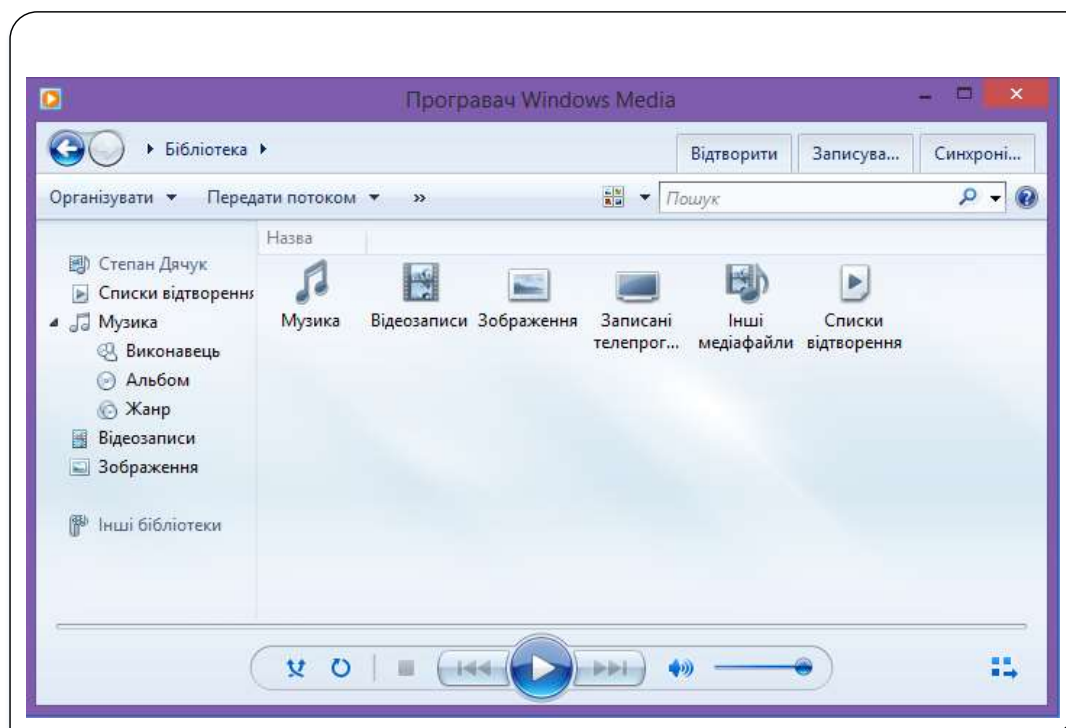 Програвач Windows Media
Бібліотека
Відтворити
Записува...
Синхроні...
Організувати
Передати потоком
»
Пошук
Назва
Степан Дячук
Списки відтворення
Музика
Виконавець
Альбом
Жанр
Відеозаписи
Зображення
Інші бібліотеки
Музика
Відеозаписи
Зображення
Записані
телепрог...
Інші
медіафайли
Списки
відтворення